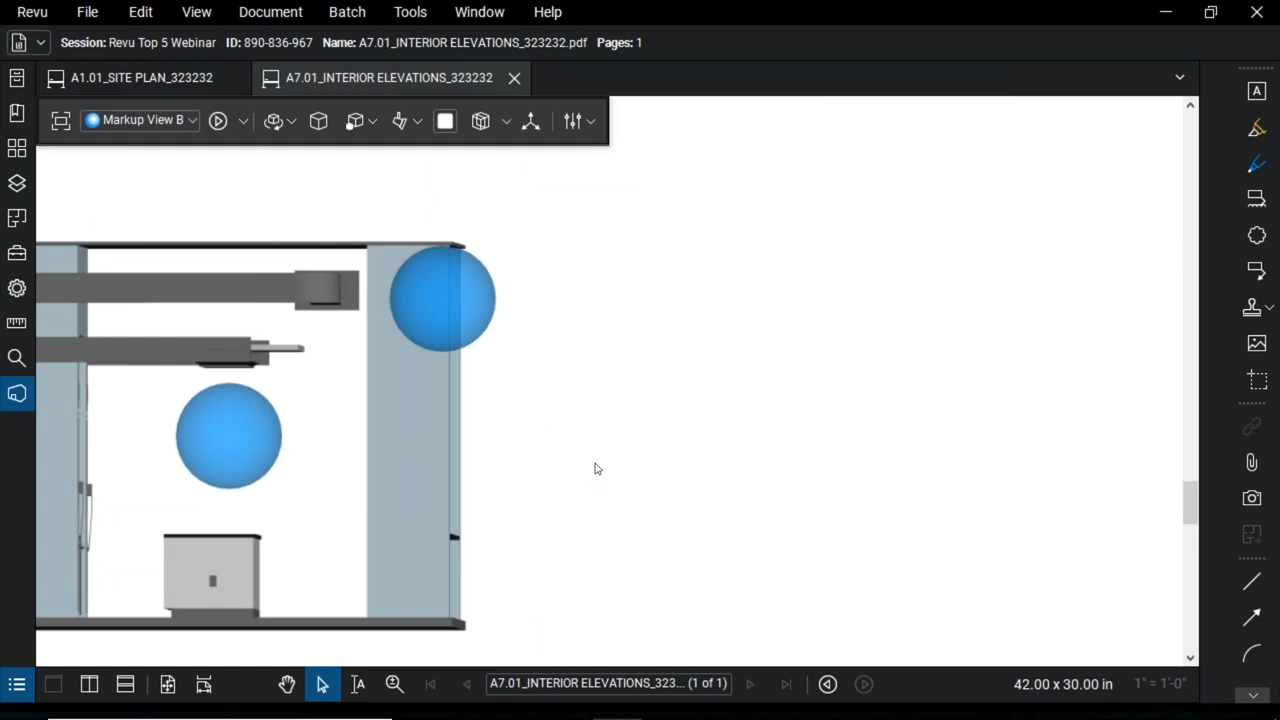 Revu File Edit View Document Batch Tools Window Help
Session: Revu Top 5 Webinar ID: 890-836-967 Name: A7.01_INTERIOR ELEVATIONS_323232.pdf Pages: 1
A1.01_SITE PLAN_323232 A7.01_INTERIOR ELEVATIONS_323232
Markup View B
A
A7.01_INTERIOR ELEVATIONS_323... (1 of 1) 42.00 x 30.00 in 1" = 1'-0"